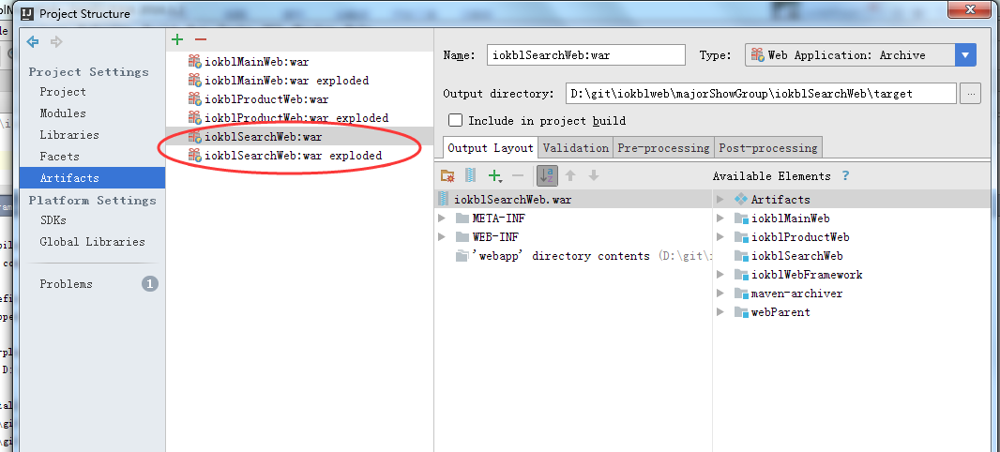 Project Structure
Project Settings
Project
Modules
Libraries
Facets
Artifacts
Platform Settings
SDKs
Global Libraries
Problems
1
iokblMainWeb:war
iokblMainWeb:war exploded
iokblProductWeb:war
iokblProductWeb:war exploded
iokblSearchWeb:war
iokblSearchWeb:war exploded
Name: iokblSearchWeb:war Type: Web Application: Archive
Output directory: D:\git\iokblweb\majorShowGroup\iokblSearchWeb\target ...
Include in project build
Output Layout Validation Pre-processing Post-processing
Available Elements ?
iokblSearchWeb.war
META-INF
WEB-INF
'webapp' directory contents (D:\git\i
Artifacts
iokblMainWeb
iokblProductWeb
iokblSearchWeb
iokblWebFramework
maven-archiver
webParent